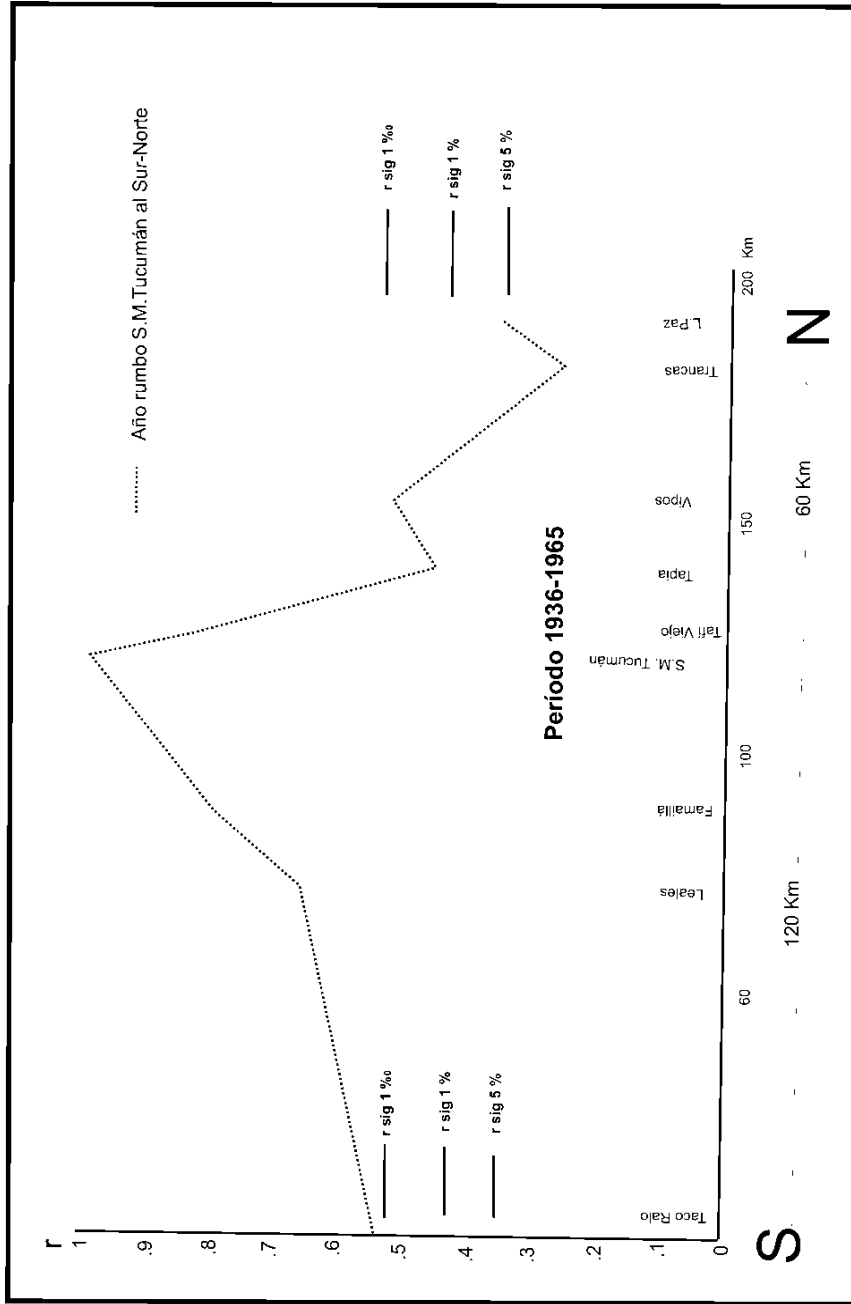 Año rumbo S.M.Tucumán al Sur-Norte
r
1
.9
.8
.7
.6
.5
.4
.3
.2
.1
0
r sig 1 ‰
r sig 1 %
r sig 5 %
r sig 1 ‰
r sig 1 %
r sig 5 %
Período 1936-1965
Taco Ralo
Leales
Famaillá
S.M. Tucumán
Tafí Viejo
Tapia
Vipos
Trancas
L.Paz
60
100
150
200 Km
S
120 Km
60 Km
N